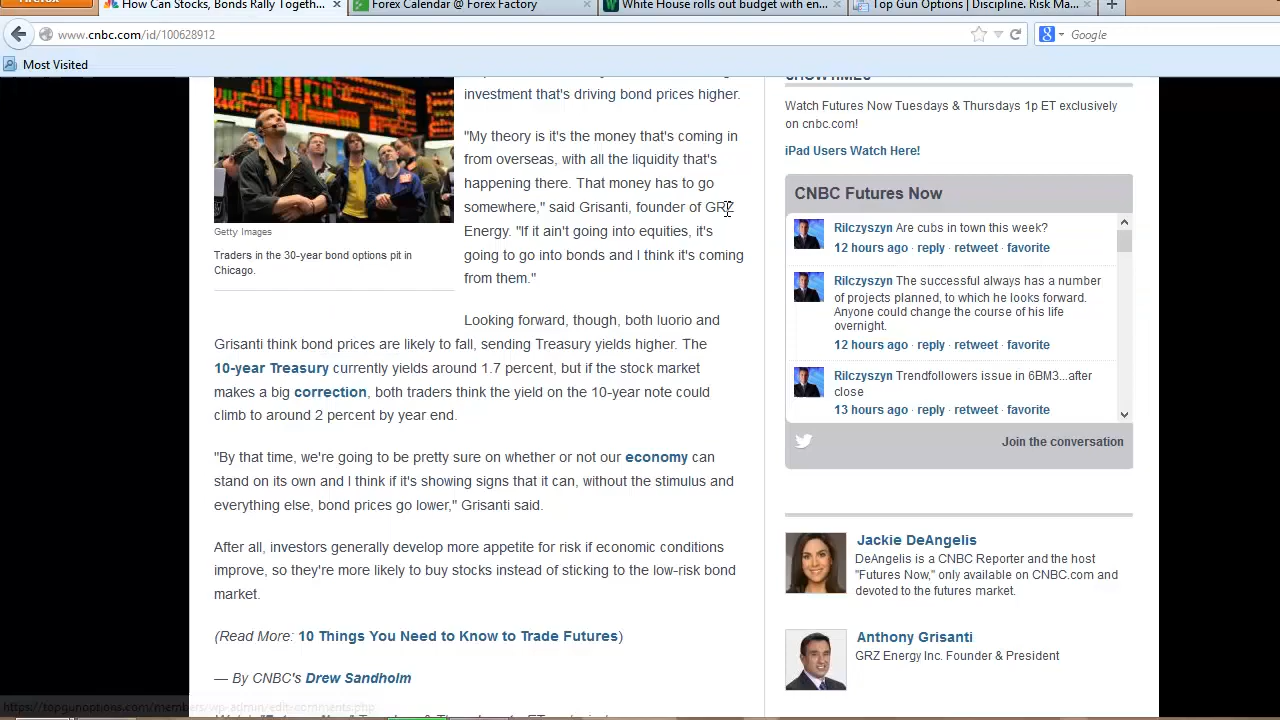 How Can Stocks, Bonds Rally Togeth...
Forex Calendar @ Forex Factory
White House rolls out budget with en...
Top Gun Options | Discipline. Risk Ma...
www.cnbc.com/id/100628912
Google
Most Visited
investment that's driving bond prices higher.
"My theory is it's the money that's coming in
from overseas, with all the liquidity that's
happening there. That money has to go
somewhere," said Grisanti, founder of GRZ
Energy. "If it ain't going into equities, it's
going to go into bonds and I think it's coming
from them."
Getty Images
Traders in the 30-year bond options pit in
Chicago.
Looking forward, though, both Iuorio and
Grisanti think bond prices are likely to fall, sending Treasury yields higher. The
10-year Treasury currently yields around 1.7 percent, but if the stock market
makes a big correction, both traders think the yield on the 10-year note could
climb to around 2 percent by year end.
"By that time, we're going to be pretty sure on whether or not our economy can
stand on its own and I think if it's showing signs that it can, without the stimulus and
everything else, bond prices go lower," Grisanti said.
After all, investors generally develop more appetite for risk if economic conditions
improve, so they're more likely to buy stocks instead of sticking to the low-risk bond
market.
(Read More: 10 Things You Need to Know to Trade Futures)
— By CNBC's Drew Sandholm
https://topgunoptions.com/members/wp-admin/edit-comments.php
SHOWTIMES
Watch Futures Now Tuesdays & Thursdays 1p ET exclusively
on cnbc.com!
iPad Users Watch Here!
CNBC Futures Now
Rilczyszyn Are cubs in town this week?
12 hours ago · reply · retweet · favorite
Rilczyszyn The successful always has a number
of projects planned, to which he looks forward.
Anyone could change the course of his life
overnight.
12 hours ago · reply · retweet · favorite
Rilczyszyn Trendfollowers issue in 6BM3...after
close
13 hours ago · reply · retweet · favorite
Join the conversation
Jackie DeAngelis
DeAngelis is a CNBC Reporter and the host
"Futures Now," only available on CNBC.com and
devoted to the futures market.
Anthony Grisanti
GRZ Energy Inc. Founder & President